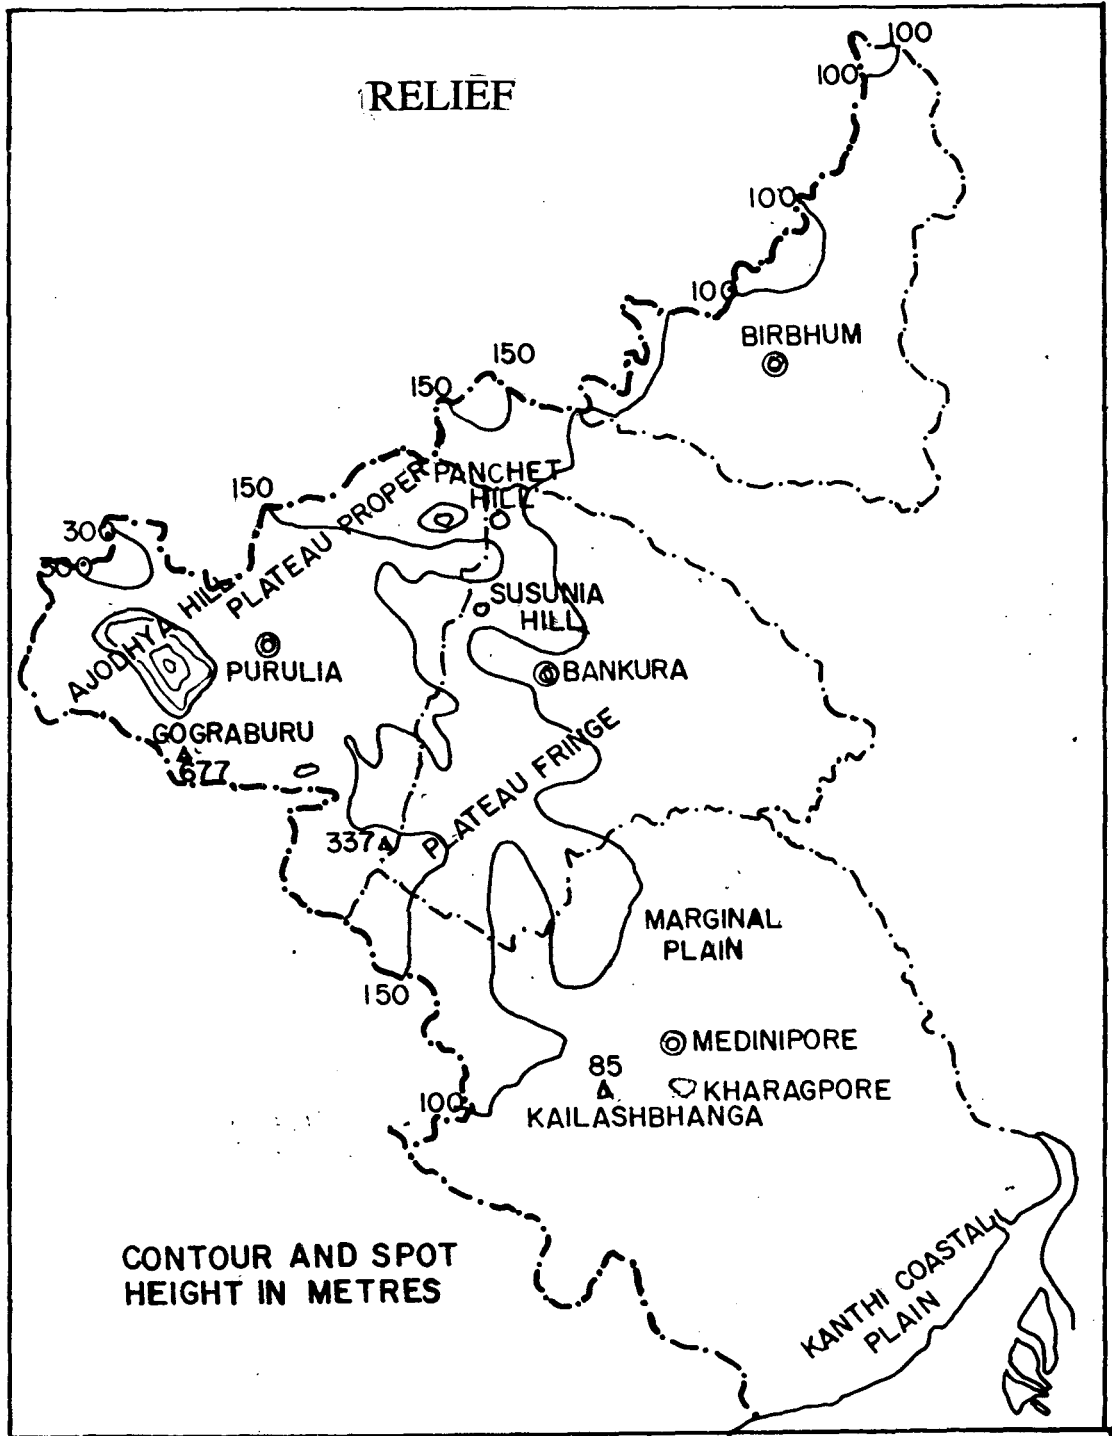 RELIEF
100
100
100
100
BIRBHUM
150
150
PANCHET
HILL
150
PLATEAU PROPER
30
30
SUSUNIA
HILL
AJODHYA HILL
PURULIA
BANKURA
GOGRABURU
677
PLATEAU FRINGE
337
MARGINAL
PLAIN
150
MEDINIPORE
85
KHARAGPORE
100
KAILASHBHANGA
CONTOUR AND SPOT
HEIGHT IN METRES
KANTHI COASTAL
PLAIN